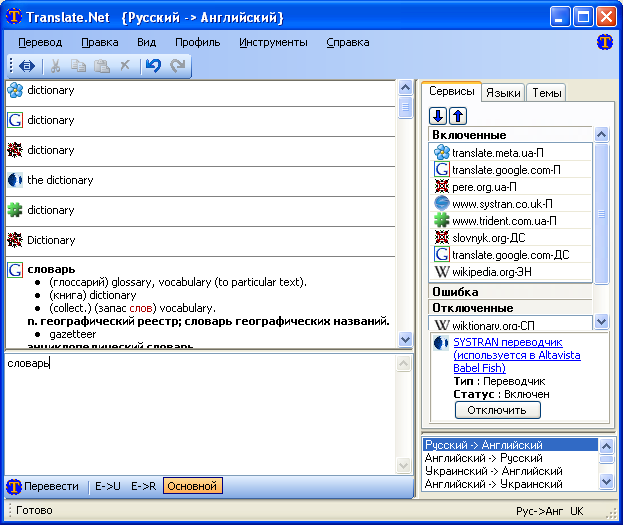 Translate.Net {Русский -> Английский}
Перевод Правка Вид Профиль Инструменты Справка
dictionary
dictionary
dictionary
the dictionary
dictionary
Dictionary
словарь
(глоссарий) glossary, vocabulary (to particular text).
(книга) dictionary
(collect.) (запас слов) vocabulary.
n. географический реестр; словарь географических названий.
gazetteer
энциклопедический словарь
словарь
Перевести E->U E->R Основной
Сервисы Языки Темы
Включенные
translate.meta.ua-П
translate.google.com-П
pere.org.ua-П
www.systran.co.uk-П
www.trident.com.ua-П
slovnyk.org-ДС
translate.google.com-ДС
wikipedia.org-ЭН
Ошибка
Отключенные
wiktionary.org-СП
SYSTRAN переводчик
(используется в Altavista
Babel Fish)
Тип : Переводчик
Статус : Включен
Отключить
Русский -> Английский
Английский -> Русский
Украинский -> Английский
Английский -> Украинский
Готово
Рус->Анг UK